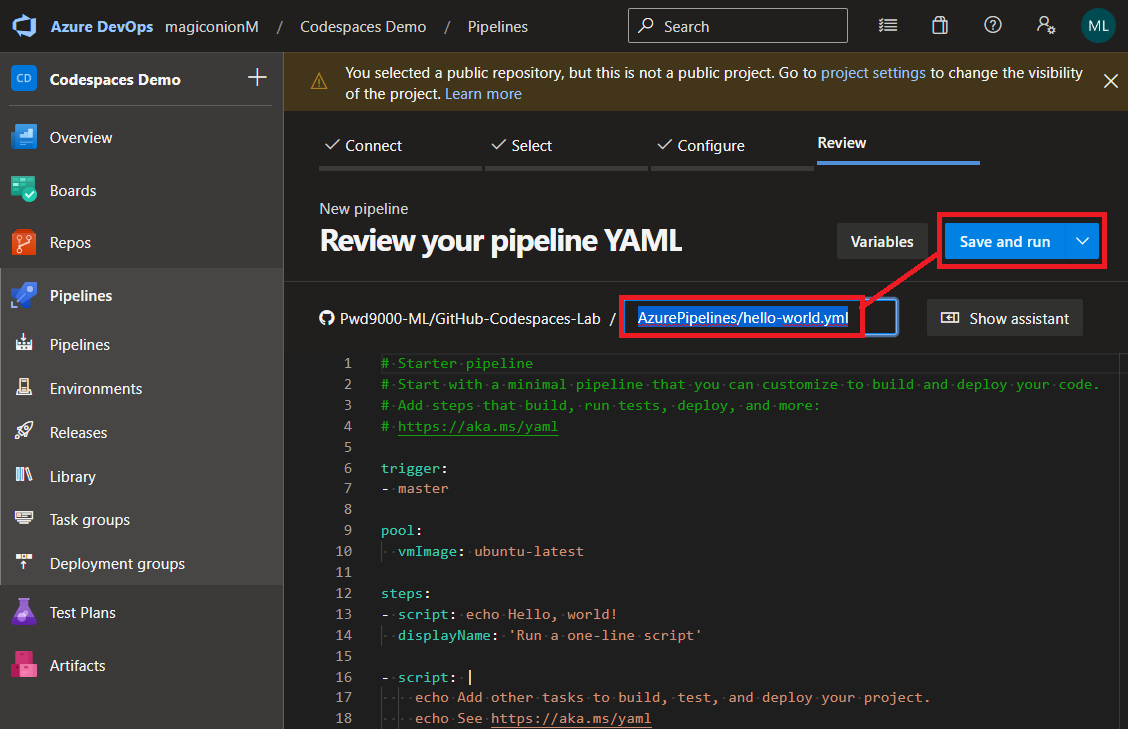 Azure DevOps magiconionM / Codespaces Demo / Pipelines
Search
ML
CD Codespaces Demo
Overview
Boards
Repos
Pipelines
Pipelines
Environments
Releases
Library
Task groups
Deployment groups
Test Plans
Artifacts
You selected a public repository, but this is not a public project. Go to project settings to change the visibility
of the project. Learn more
Connect Select Configure Review
New pipeline
Review your pipeline YAML
Variables Save and run
Pwd9000-ML/GitHub-Codespaces-Lab / AzurePipelines/hello-world.yml Show assistant
1 # Starter pipeline
2 # Start with a minimal pipeline that you can customize to build and deploy your code.
3 # Add steps that build, run tests, deploy, and more:
4 # https://aka.ms/yaml
5
6 trigger:
7 - master
8
9 pool:
10 vmImage: ubuntu-latest
11
12 steps:
13 - script: echo Hello, world!
14 displayName: 'Run a one-line script'
15
16 - script: |
17 echo Add other tasks to build, test, and deploy your project.
18 echo See https://aka.ms/yaml